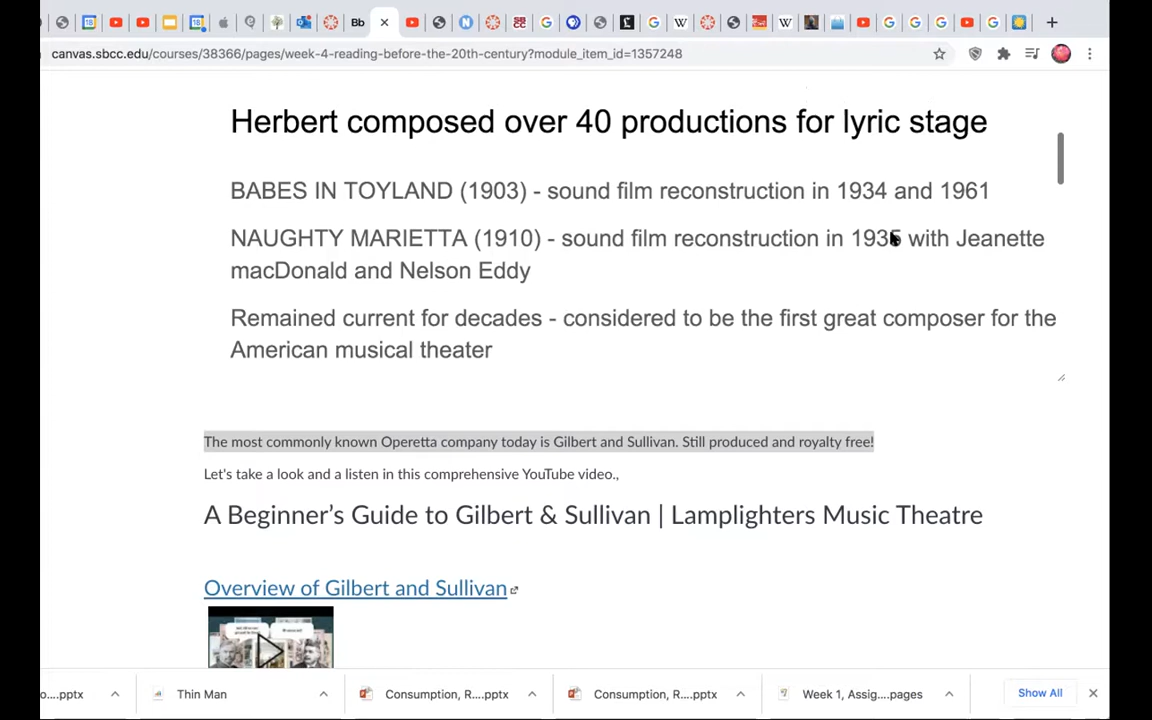 Bb
canvas.sbcc.edu/courses/38366/pages/week-4-reading-before-the-20th-century?module_item_id=1357248
Herbert composed over 40 productions for lyric stage
BABES IN TOYLAND (1903) - sound film reconstruction in 1934 and 1961
NAUGHTY MARIETTA (1910) - sound film reconstruction in 1935 with Jeanette
macDonald and Nelson Eddy
Remained current for decades - considered to be the first great composer for the
American musical theater
The most commonly known Operetta company today is Gilbert and Sullivan. Still produced and royalty free!
Let's take a look and a listen in this comprehensive YouTube video.,
A Beginner's Guide to Gilbert & Sullivan | Lamplighters Music Theatre
Overview of Gilbert and Sullivan
o....pptx
Thin Man
Consumption, R....pptx
Consumption, R....pptx
Week 1, Assig....pages
Show All